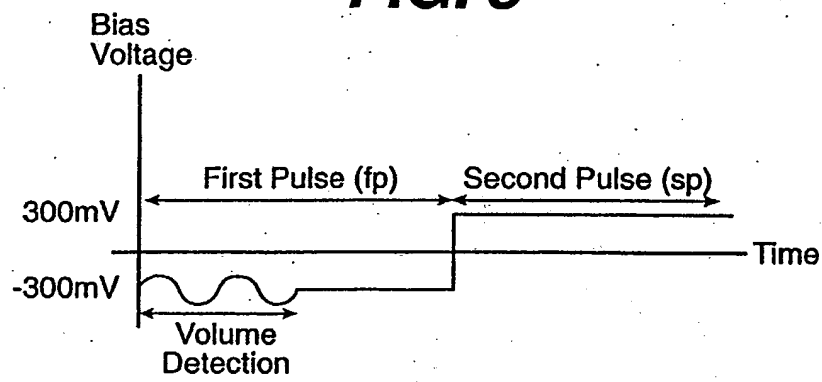 Bias
Voltage
First Pulse (fp)
Second Pulse (sp)
300mV
Time
-300mV
Volume
Detection